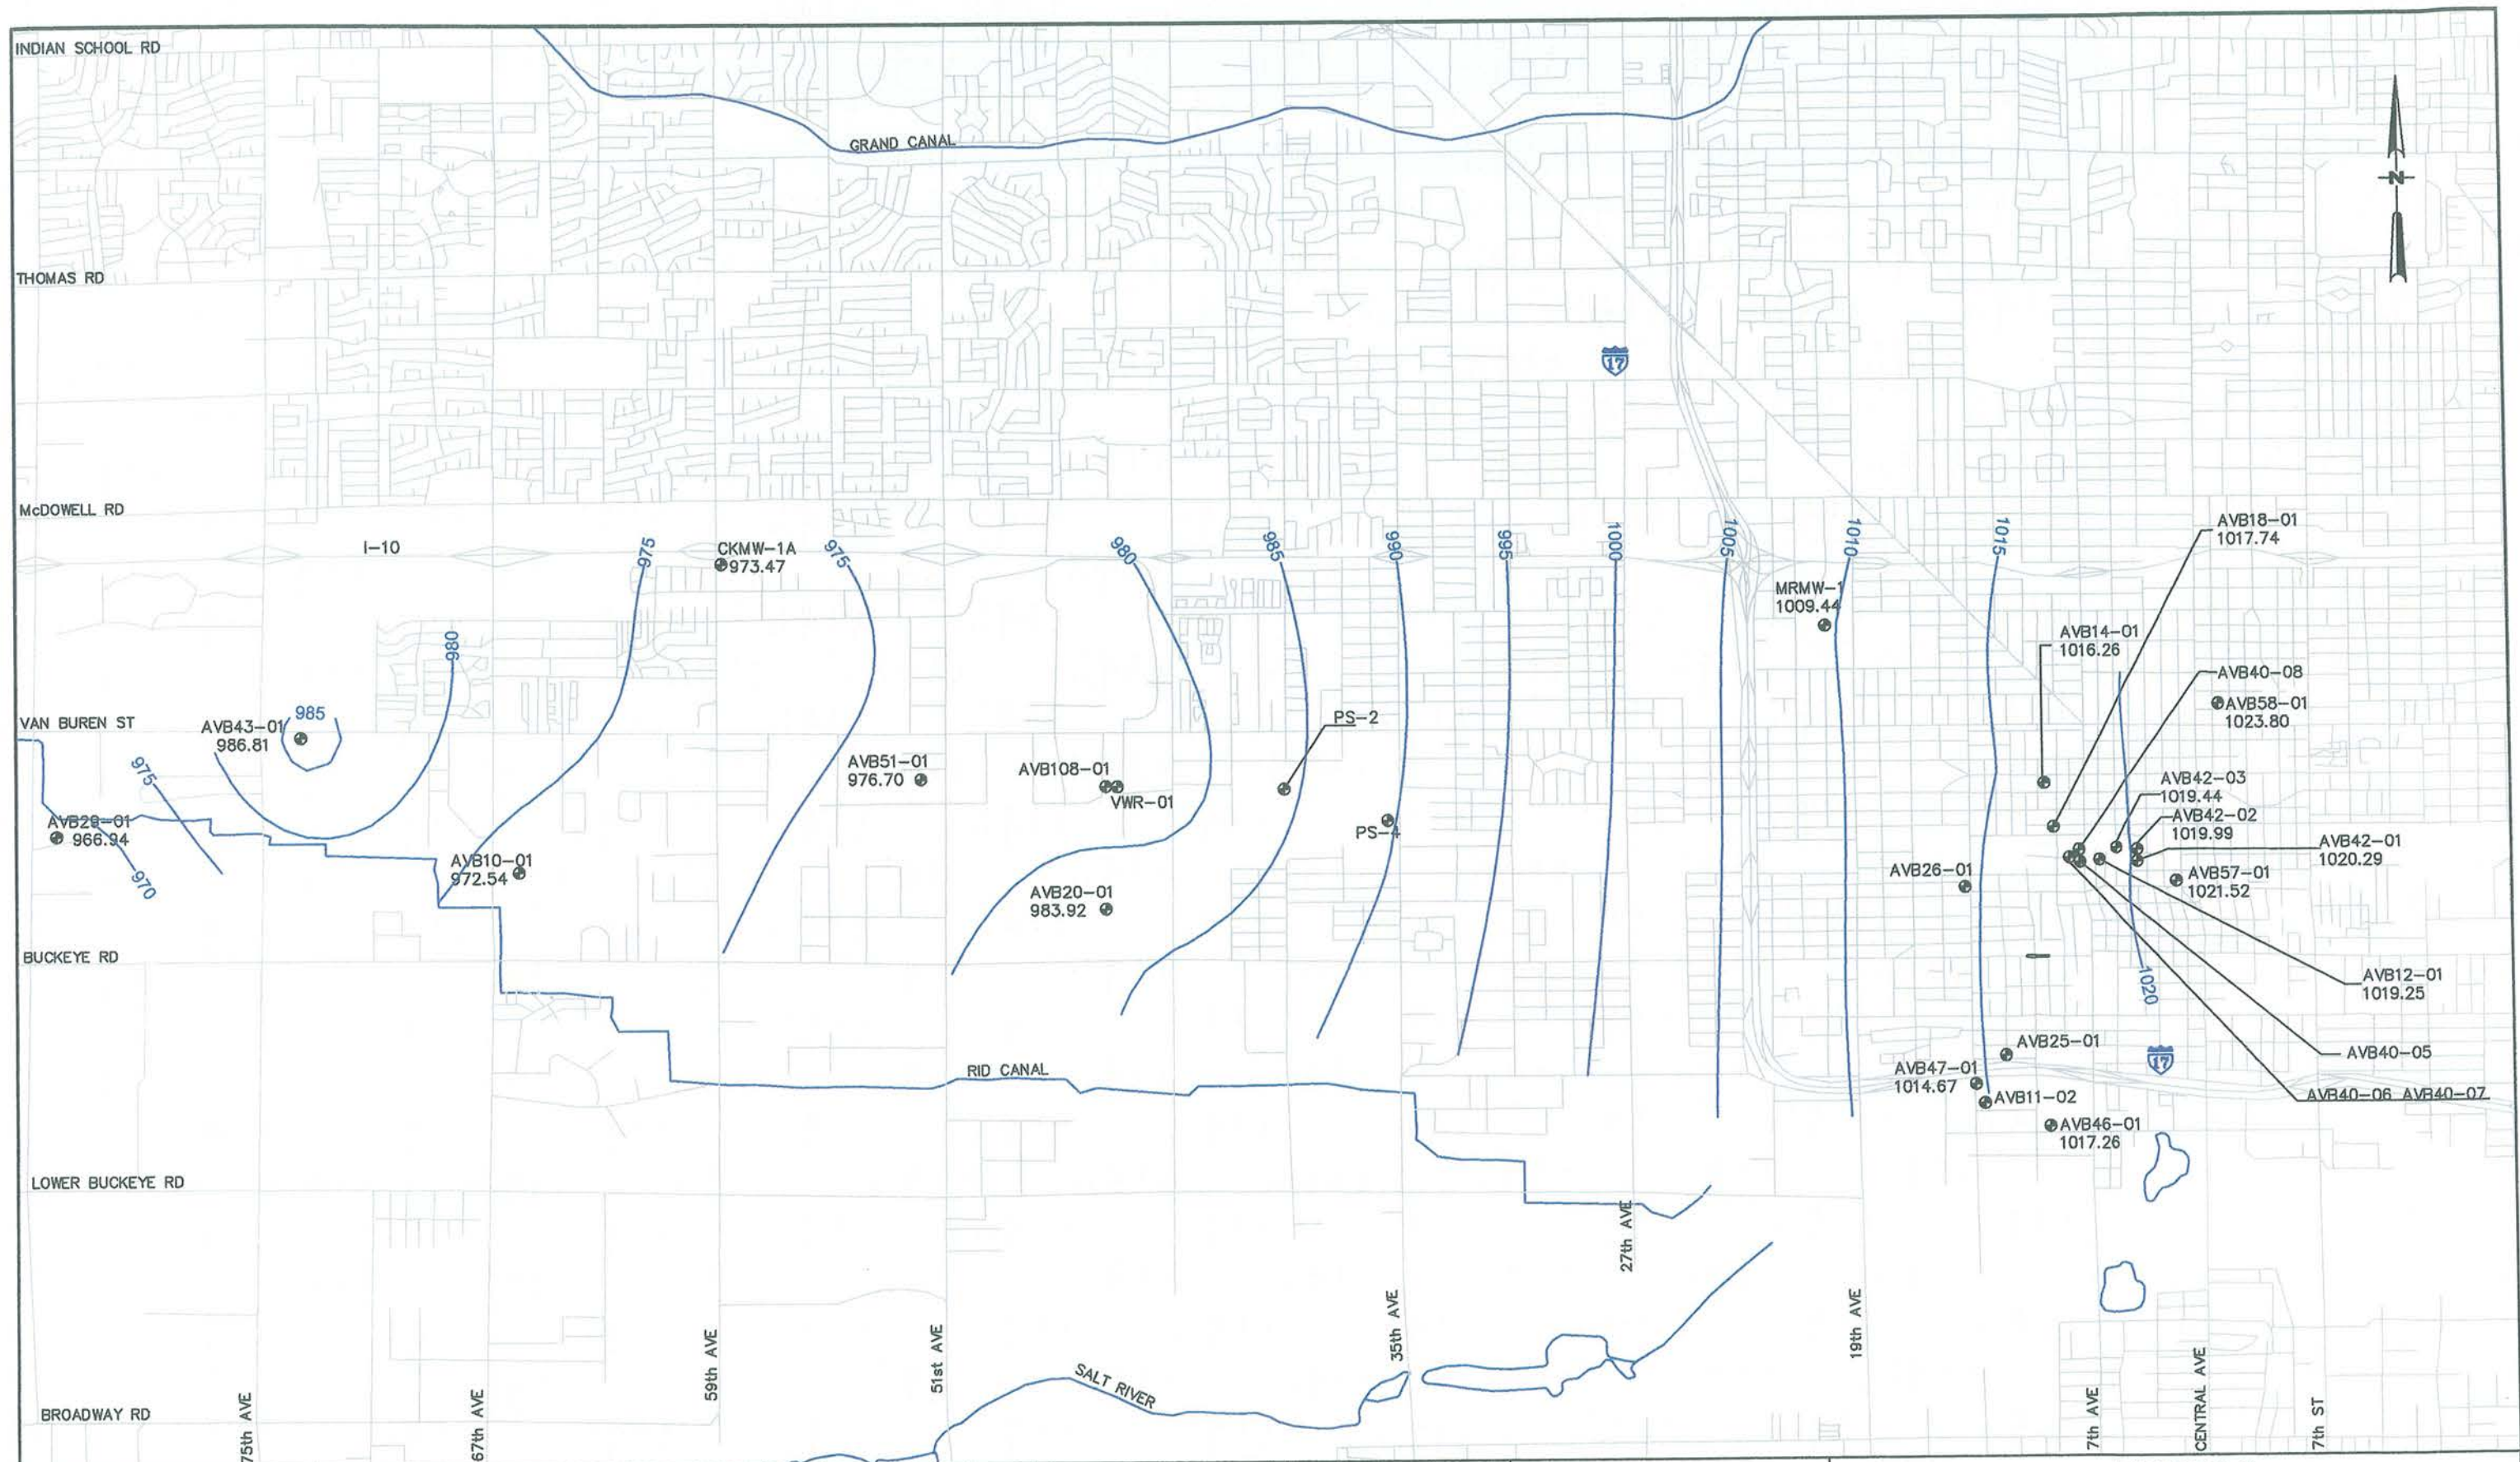 INDIAN SCHOOL RD
GRAND CANAL
N
THOMAS RD
17
McDOWELL RD
I-10
975
CKMW-1A
973.47
975
980
985
990
995
1000
1005
1010
1015
AVB18-01
1017.74
MRMW-1
1009.44
AVB14-01
1016.26
980
AVB40-08
AVB58-01
1023.80
VAN BUREN ST
AVB43-01
986.81
985
PS-2
975
AVB51-01
976.70
AVB108-01
VWR-01
AVB42-03
1019.44
AVB42-02
1019.99
AVB29-01
966.94
PS-4
AVB42-01
1020.29
970
AVB10-01
972.54
AVB20-01
983.92
AVB26-01
AVB57-01
1021.52
BUCKEYE RD
AVB12-01
1019.25
1020
AVB25-01
AVB40-05
17
RID CANAL
AVB47-01
1014.67
AVB11-02
AVB40-06 AVB40-07
AVB46-01
1017.26
LOWER BUCKEYE RD
27th AVE
SALT RIVER
BROADWAY RD
75th AVE
67th AVE
59th AVE
51st AVE
35th AVE
19th AVE
7th AVE
CENTRAL AVE
7th ST